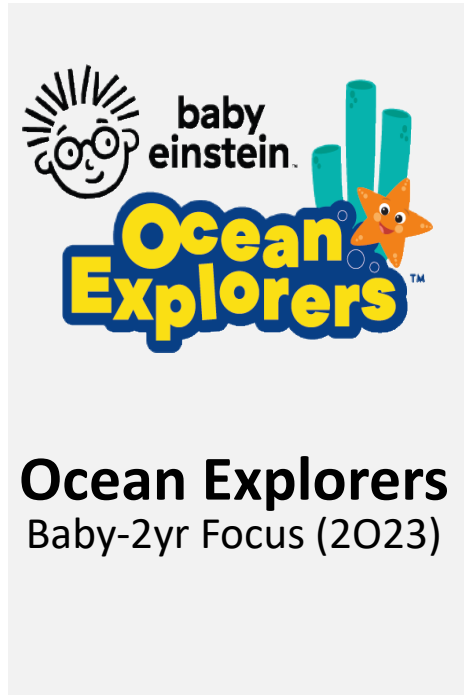 baby
einstein™
Ocean
Explorers™
Ocean Explorers
Baby-2yr Focus (2O23)